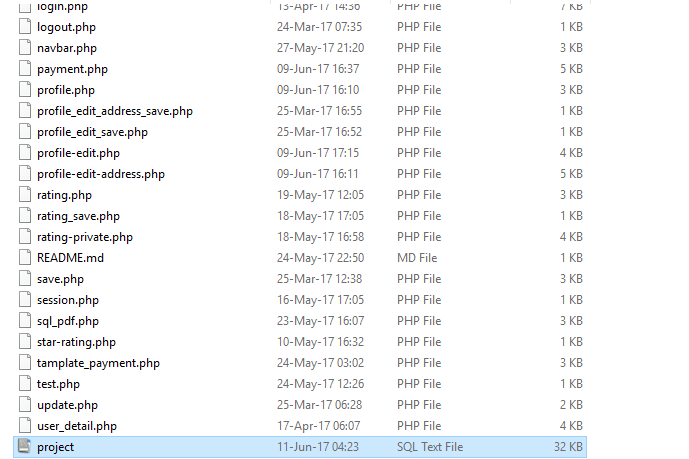 login.php 13-Apr-17 14:36 PHP File 7 KB
logout.php 24-Mar-17 07:35 PHP File 1 KB
navbar.php 27-May-17 21:20 PHP File 3 KB
payment.php 09-Jun-17 16:37 PHP File 5 KB
profile.php 09-Jun-17 16:10 PHP File 3 KB
profile_edit_address_save.php 25-Mar-17 16:55 PHP File 1 KB
profile_edit_save.php 25-Mar-17 16:52 PHP File 1 KB
profile-edit.php 09-Jun-17 17:15 PHP File 4 KB
profile-edit-address.php 09-Jun-17 16:11 PHP File 5 KB
rating.php 19-May-17 12:05 PHP File 3 KB
rating_save.php 18-May-17 17:05 PHP File 1 KB
rating-private.php 18-May-17 16:58 PHP File 4 KB
README.md 24-May-17 22:50 MD File 1 KB
save.php 25-Mar-17 12:38 PHP File 3 KB
session.php 16-May-17 17:05 PHP File 1 KB
sql_pdf.php 23-May-17 16:07 PHP File 3 KB
star-rating.php 10-May-17 16:32 PHP File 1 KB
tamplate_payment.php 24-May-17 03:02 PHP File 3 KB
test.php 24-May-17 12:26 PHP File 1 KB
update.php 25-Mar-17 06:28 PHP File 2 KB
user_detail.php 17-Apr-17 06:07 PHP File 4 KB
project 11-Jun-17 04:23 SQL Text File 32 KB